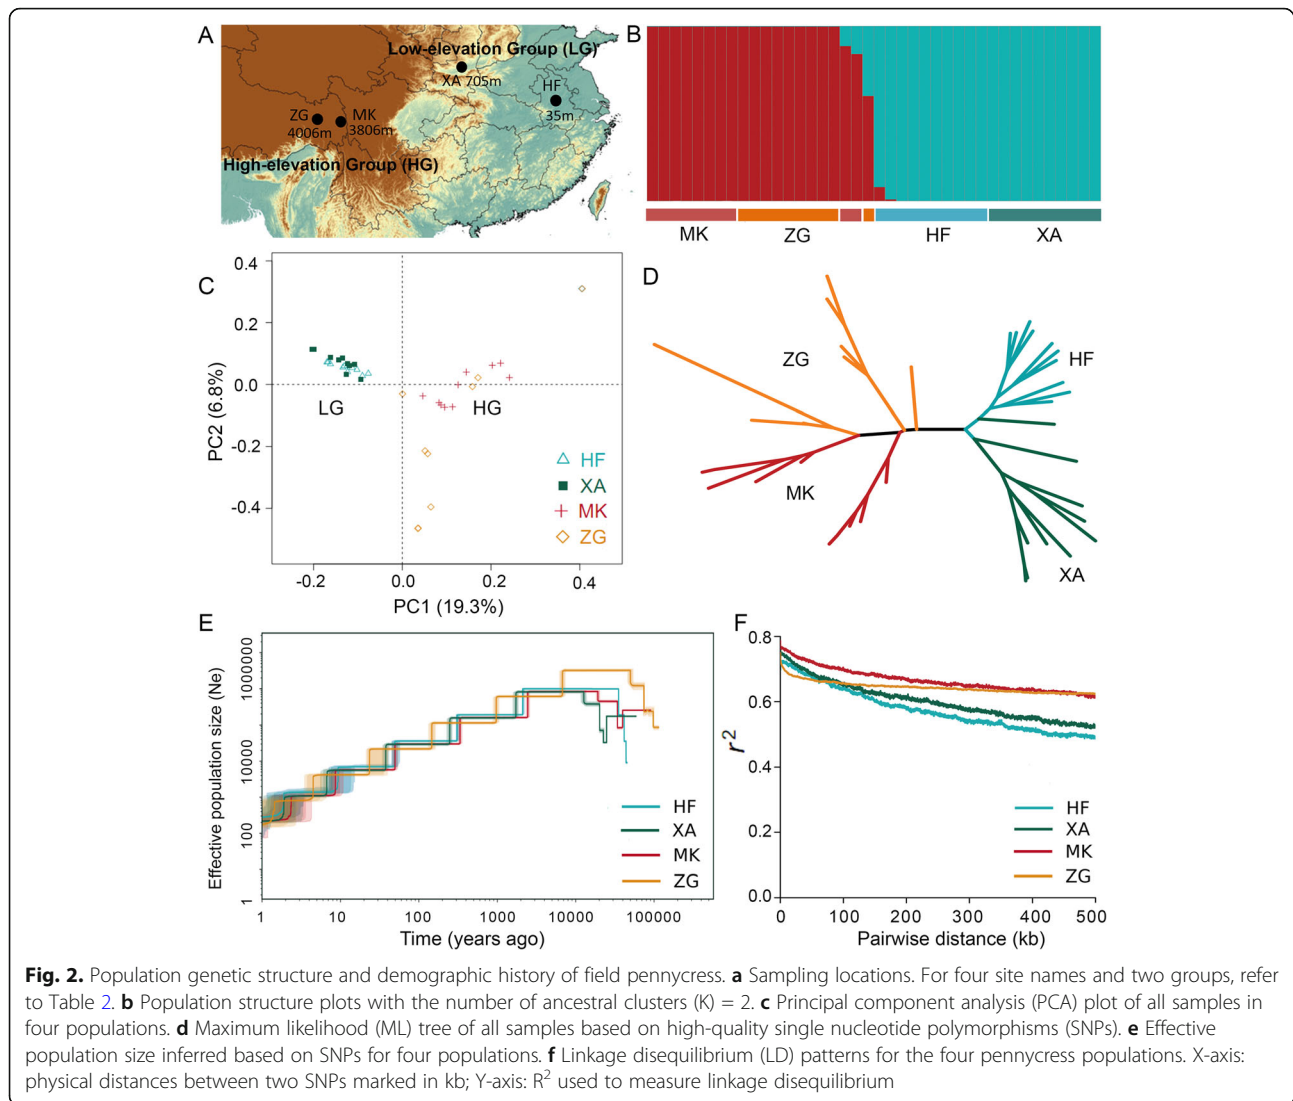 A
Low-elevation Group (LG)
XA 705m
HF
35m
ZG
4006m
MK
3806m
High-elevation Group (HG)
B
MK
ZG
HF
XA
C
PC2 (6.8%)
0.4
0.2
0.0
-0.2
-0.4
LG
HG
HF
XA
MK
ZG
-0.2
0.0
0.2
0.4
PC1 (19.3%)
D
ZG
HF
MK
XA
E
Effective population size (Ne)
1000000
10000
100
1
HF
XA
MK
ZG
1
10
100
1000
10000
100000
Time (years ago)
F
r²
0.8
0.6
0.4
0.2
0.0
HF
XA
MK
ZG
0
100
200
300
400
500
Pairwise distance (kb)
Fig. 2. Population genetic structure and demographic history of field pennycress. a Sampling locations. For four site names and two groups, refer
to Table 2. b Population structure plots with the number of ancestral clusters (K) = 2. c Principal component analysis (PCA) plot of all samples in
four populations. d Maximum likelihood (ML) tree of all samples based on high-quality single nucleotide polymorphisms (SNPs). e Effective
population size inferred based on SNPs for four populations. f Linkage disequilibrium (LD) patterns for the four pennycress populations. X-axis:
physical distances between two SNPs marked in kb; Y-axis: R² used to measure linkage disequilibrium